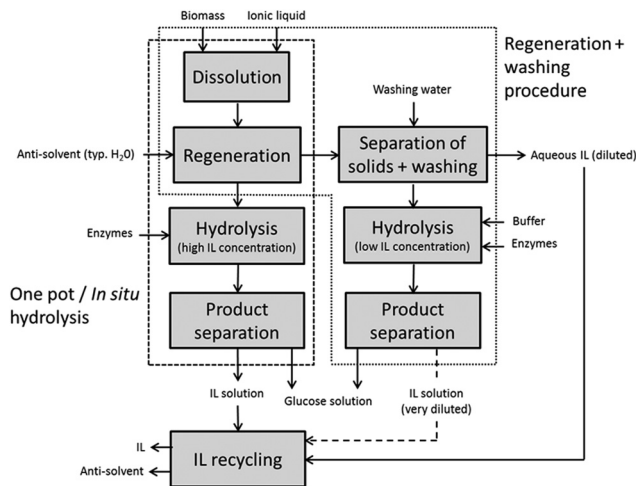 Biomass
Ionic liquid
Dissolution
Regeneration +
washing
procedure
Washing water
Anti-solvent (typ. H20)
Regeneration
Separation of
solids + washing
Aqueous IL (diluted)
Enzymes
Hydrolysis
(high IL concentration)
Hydrolysis
(low IL concentration)
Buffer
Enzymes
One pot / In situ
hydrolysis
Product
separation
Product
separation
IL solution
Glucose solution
IL solution
(very diluted)
IL
Anti-solvent
IL recycling